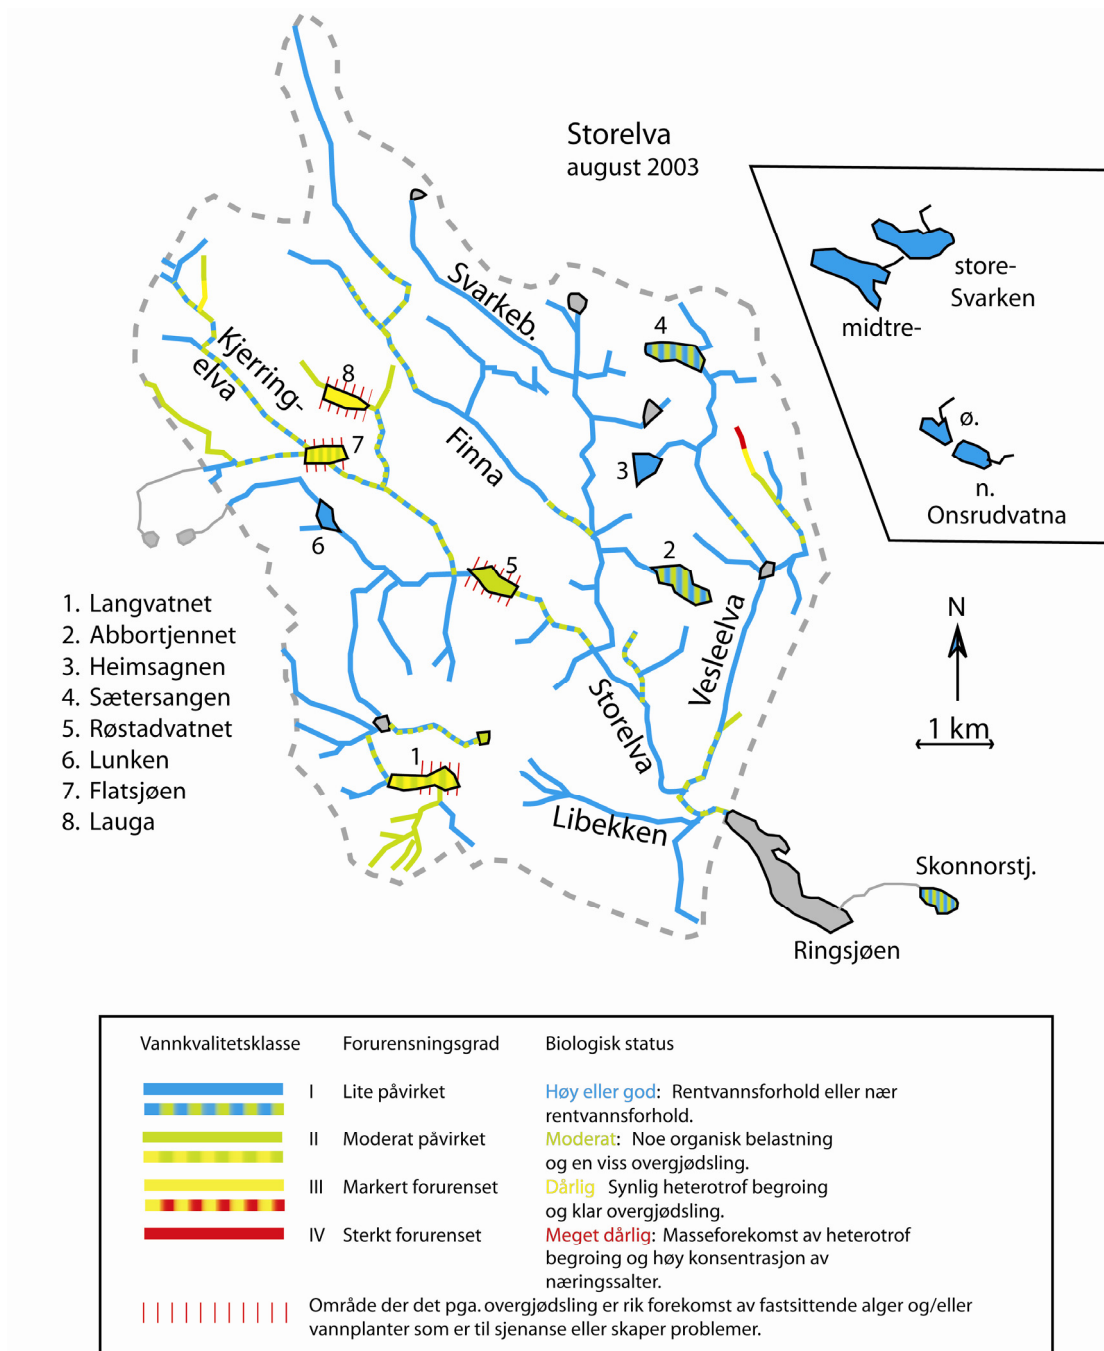 Storelva
august 2003
store-
Svarken
midtre-
ø.
n.
Onsrudvatna
Svarkeb.
4
Kjerring-
elva
8
7
Finna
3
6
5
2
N
1 km
1. Langvatnet
2. Abbortjennet
3. Heimsagnen
4. Sætersangen
5. Røstadvatnet
6. Lunken
7. Flatsjøen
8. Lauga
Vesleelva
Storelva
1
Libekken
Skonnorstj.
Ringsjøen
Vannkvalitetsklasse Forurensningsgrad Biologisk status
I Lite påvirket Høy eller god: Rentvannsforhold eller nær
rentvannsforhold.
II Moderat påvirket Moderat: Noe organisk belastning
og en viss overgjødsling.
III Markert forurenset Dårlig Synlig heterotrof begroing
og klar overgjødsling.
IV Sterkt forurenset Meget dårlig: Masseforekomst av heterotrof
begroing og høy konsentrasjon av
næringssalter.
Område der det pga. overgjødsling er rik forekomst av fastsittende alger og/eller
vannplanter som er til sjenanse eller skaper problemer.